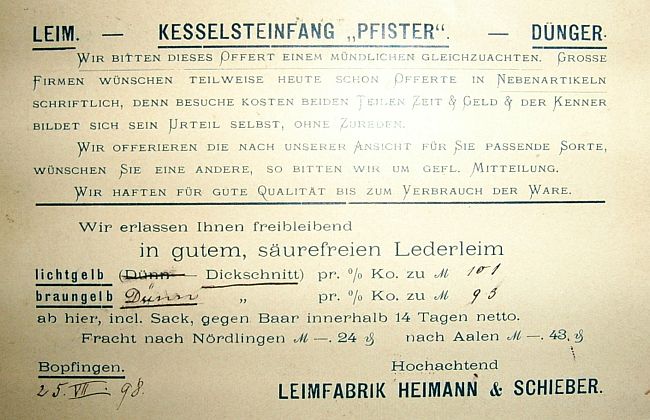 LEIM. — KESSELSTEINFANG „PFISTER“. — DÜNGER.
WIR BITTEN DIESES OFFERT EINEM MÜNDLICHEN GLEICHZUACHTEN. GROSSE
FIRMEN WÜNSCHEN TEILWEISE HEUTE SCHON OFFERTE IN NEBENARTIKELN
SCHRIFTLICH, DENN BESUCHE KOSTEN BEIDEN TEILEN ZEIT & GELD & DER KENNER
BILDET SICH SEIN URTEIL SELBST, OHNE ZUREDEN.
WIR OFFERIEREN DIE NACH UNSERER ANSICHT FÜR SIE PASSENDE SORTE,
WÜNSCHEN SIE EINE ANDERE, SO BITTEN WIR UM GEFL. MITTEILUNG.
WIR HAFTEN FÜR GUTE QUALITÄT BIS ZUM VERBRAUCH DER WARE.
Wir erlassen Ihnen freibleibend
in gutem, säurefreien Lederleim
lichtgelb (Dünn- Dickschnitt) pr. % Ko. zu ℳ 101
braungelb Dünn „ pr. % Ko. zu ℳ 93
ab hier, incl. Sack, gegen Baar innerhalb 14 Tagen netto.
Fracht nach Nördlingen ℳ —. 24 ₰ nach Aalen ℳ —. 43 ₰
Bopfingen. Hochachtend
25. VII. 98. LEIMFABRIK HEIMANN & SCHIEBER.